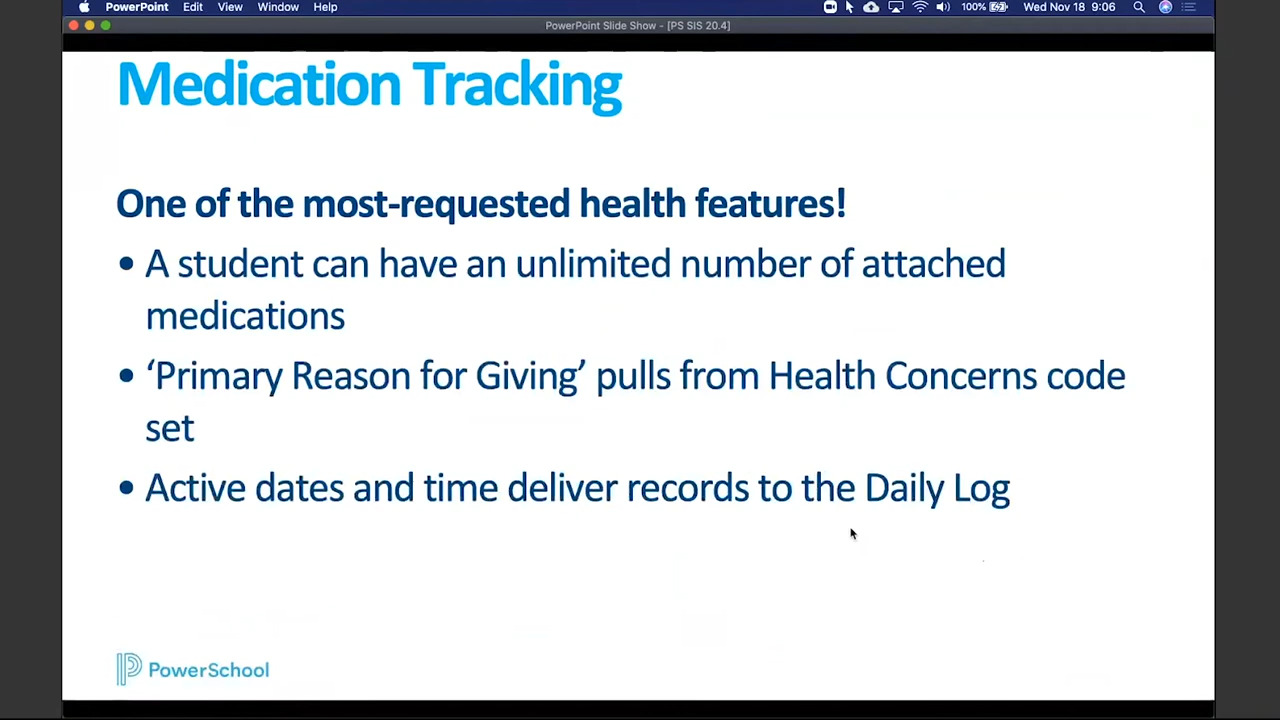 PowerPoint Edit View Window Help 100% Wed Nov 18 9:06
PowerPoint Slide Show - [PS SIS 20.4]
Medication Tracking
One of the most-requested health features!
• A student can have an unlimited number of attached
medications
• ‘Primary Reason for Giving’ pulls from Health Concerns code
set
• Active dates and time deliver records to the Daily Log
PowerSchool